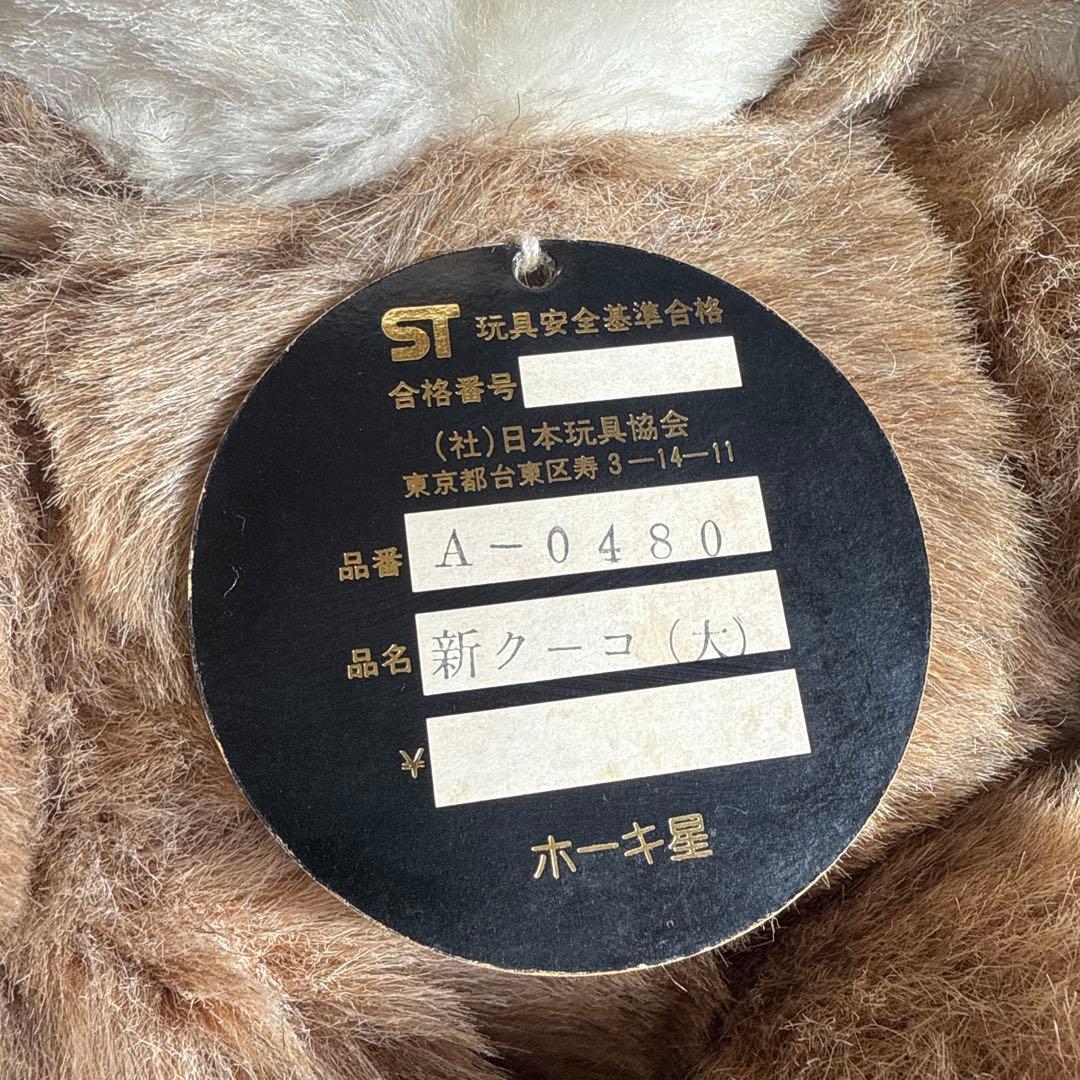 ST 玩具安全基準合格
合格番号
(社)日本玩具協会
東京都台東区寿3-14-11
品番 A-0480
品名 新クーコ(大)
¥
ホーキ星